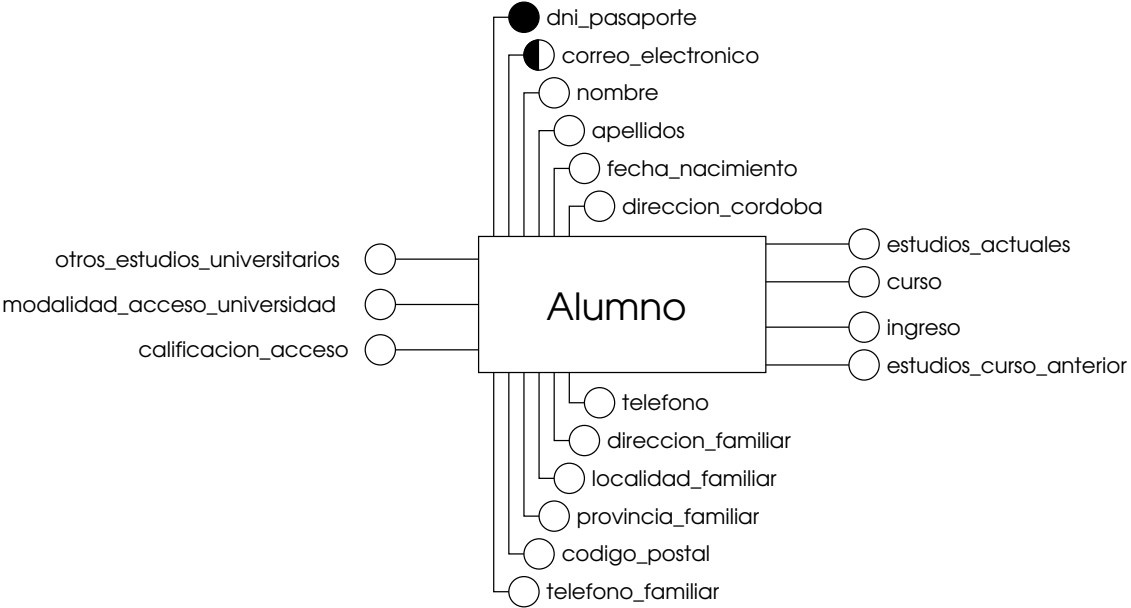 dni_pasaporte
correo_electronico
nombre
apellidos
fecha_nacimiento
direccion_cordoba
otros_estudios_universitarios
modalidad_acceso_universidad
calificacion_acceso
Alumno
estudios_actuales
curso
ingreso
estudios_curso_anterior
telefono
direccion_familiar
localidad_familiar
provincia_familiar
codigo_postal
telefono_familiar